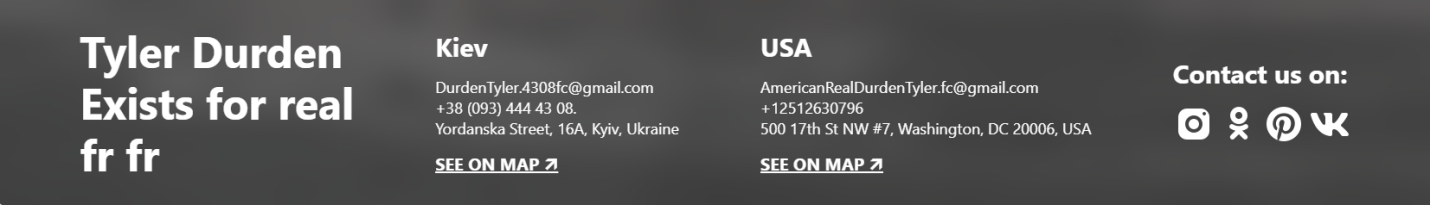 Tyler Durden
Exists for real
fr fr
Kiev
DurdenTyler.4308fc@gmail.com
+38 (093) 444 43 08.
Yordanska Street, 16A, Kyiv, Ukraine
SEE ON MAP ↗
USA
AmericanRealDurdenTyler.fc@gmail.com
+12512630796
500 17th St NW #7, Washington, DC 20006, USA
SEE ON MAP ↗
Contact us on: